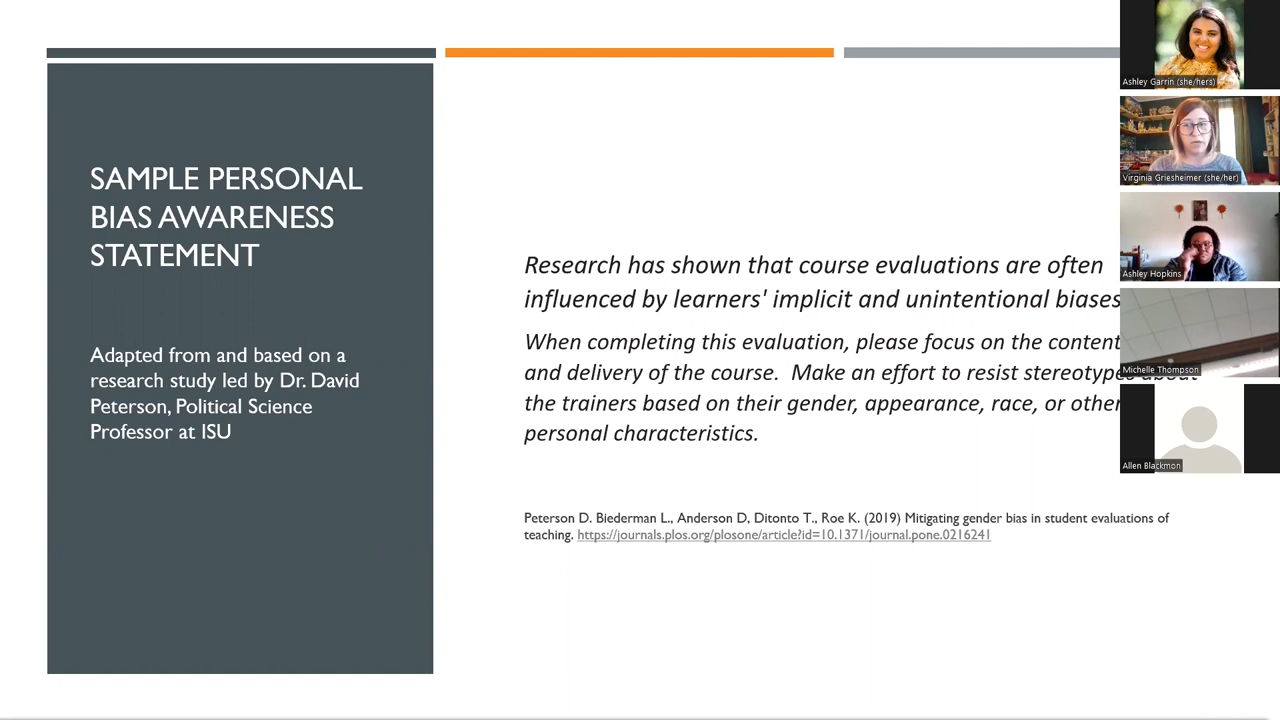 SAMPLE PERSONAL
BIAS AWARENESS
STATEMENT
Adapted from and based on a
research study led by Dr. David
Peterson, Political Science
Professor at ISU
Research has shown that course evaluations are often
influenced by learners' implicit and unintentional biases
When completing this evaluation, please focus on the content
and delivery of the course.  Make an effort to resist stereotypes about
the trainers based on their gender, appearance, race, or other
personal characteristics.
Peterson D. Biederman L., Anderson D, Ditonto T., Roe K. (2019) Mitigating gender bias in student evaluations of
teaching. https://journals.plos.org/plosone/article?id=10.1371/journal.pone.0216241
Ashley Garrin (she/hers)
Virginia Griesheimer (she/her)
Ashley Hopkins
Michelle Thompson
Allen Blackmon